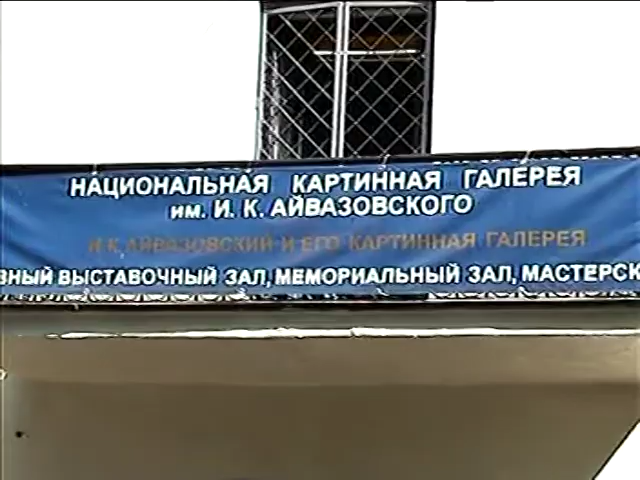 НАЦИОНАЛЬНАЯ КАРТИННАЯ ГАЛЕРЕЯ
им. И. К. АЙВАЗОВСКОГО
И.К.АЙВАЗОВСКИЙ И ЕГО КАРТИННАЯ ГАЛЕРЕЯ
ВЫСТАВОЧНЫЙ ЗАЛ, МЕМОРИАЛЬНЫЙ ЗАЛ,